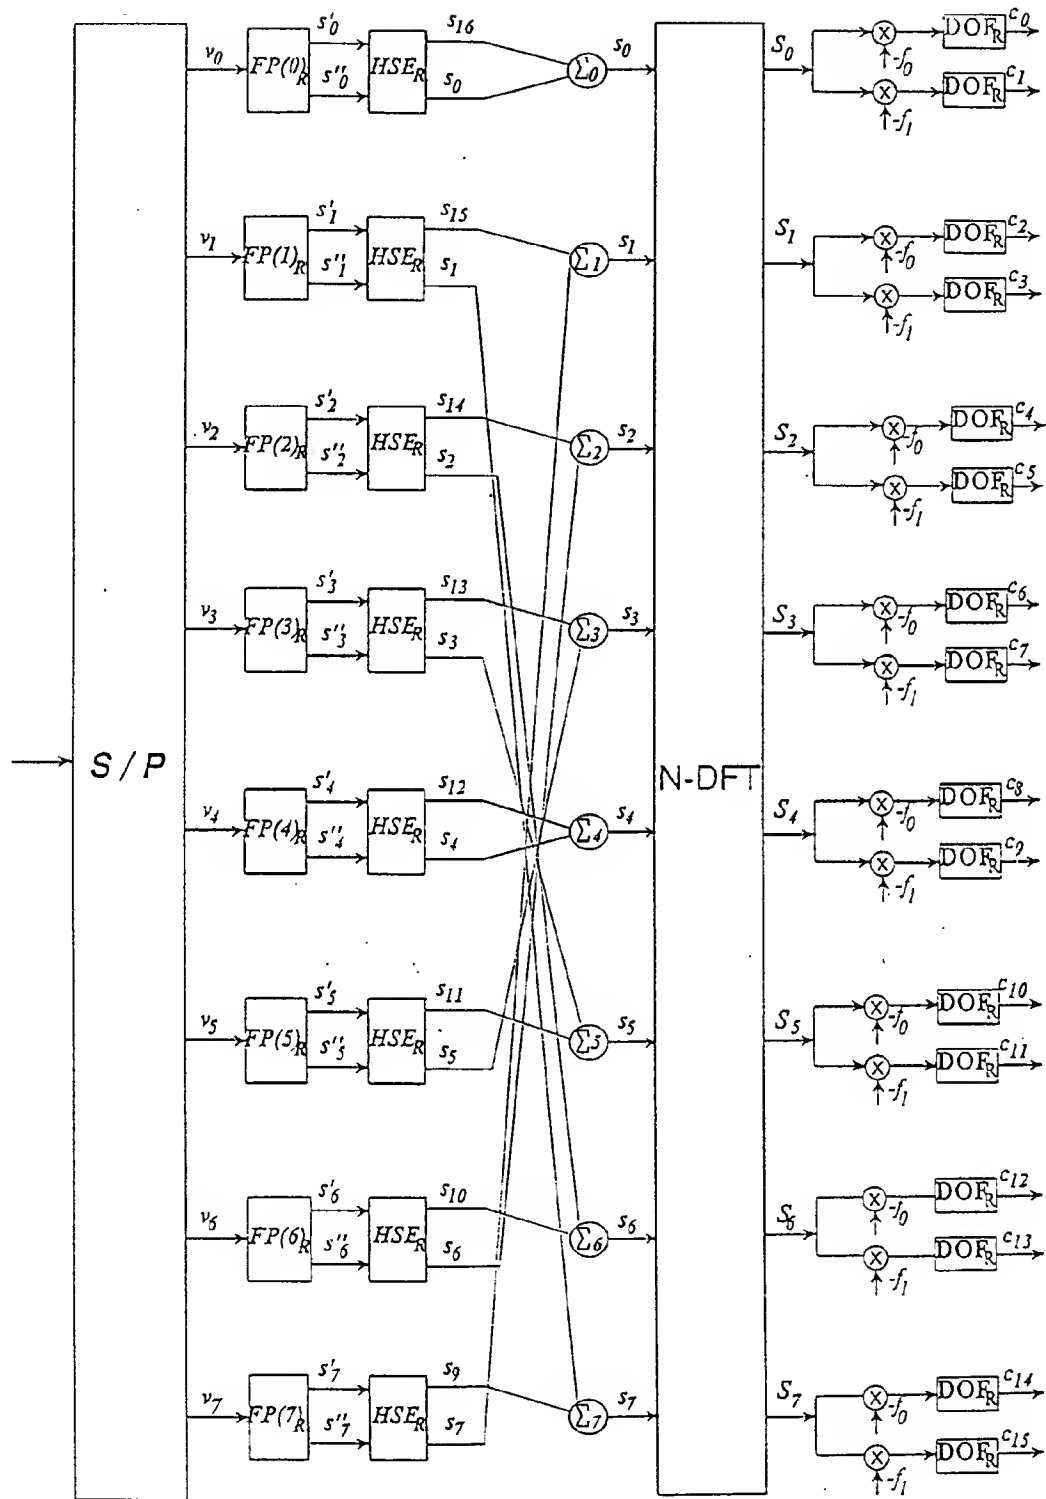 s'0 s16 c0
v0 FP(0)R s''0 HSER s0 Σ0 s0 S0 X -f0 DOFR c1
X -f1 DOFR
s'1 s15 c2
v1 FP(1)R s''1 HSER s1 Σ1 s1 S1 X -f0 DOFR c3
X -f1 DOFR
s'2 s14 c4
v2 FP(2)R s''2 HSER s2 Σ2 s2 S2 X -f0 DOFR c5
X -f1 DOFR
s'3 s13 c6
v3 FP(3)R s''3 HSER s3 Σ3 s3 S3 X -f0 DOFR c7
X -f1 DOFR
S/P N-DFT
s'4 s12 c8
v4 FP(4)R s''4 HSER s4 Σ4 s4 S4 X -f0 DOFR c9
X -f1 DOFR
s'5 s11 c10
v5 FP(5)R s''5 HSER s5 Σ5 s5 S5 X -f0 DOFR c11
X -f1 DOFR
s'6 s10 c12
v6 FP(6)R s''6 HSER s6 Σ6 s6 S6 X -f0 DOFR c13
X -f1 DOFR
s'7 s9 c14
v7 FP(7)R s''7 HSER s7 Σ7 s7 S7 X -f0 DOFR c15
X -f1 DOFR